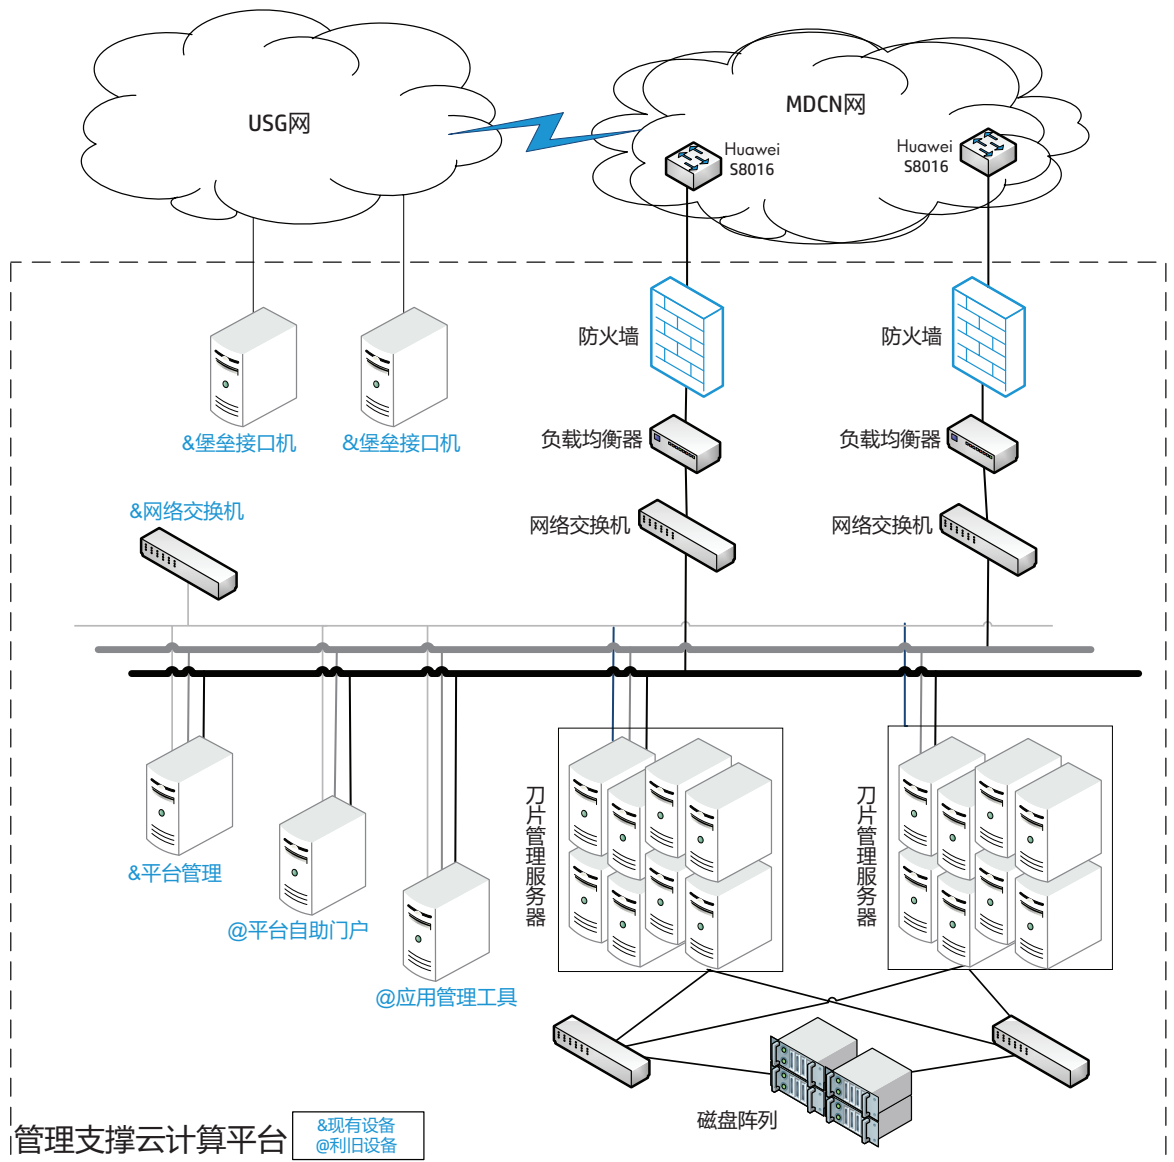 USG网
MDCN网
Huawei
S8016
Huawei
S8016
防火墙
防火墙
&堡垒接口机
&堡垒接口机
负载均衡器
负载均衡器
&网络交换机
网络交换机
网络交换机
刀片管理服务器
刀片管理服务器
&平台管理
@平台自助门户
@应用管理工具
磁盘阵列
管理支撑云计算平台
&现有设备
@利旧设备